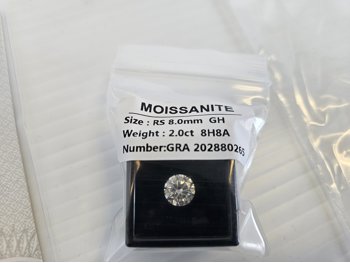 MOISSANITE
Size : RS 8.0mm GH
Weight : 2.0ct 8H8A
Number:GRA 202880265